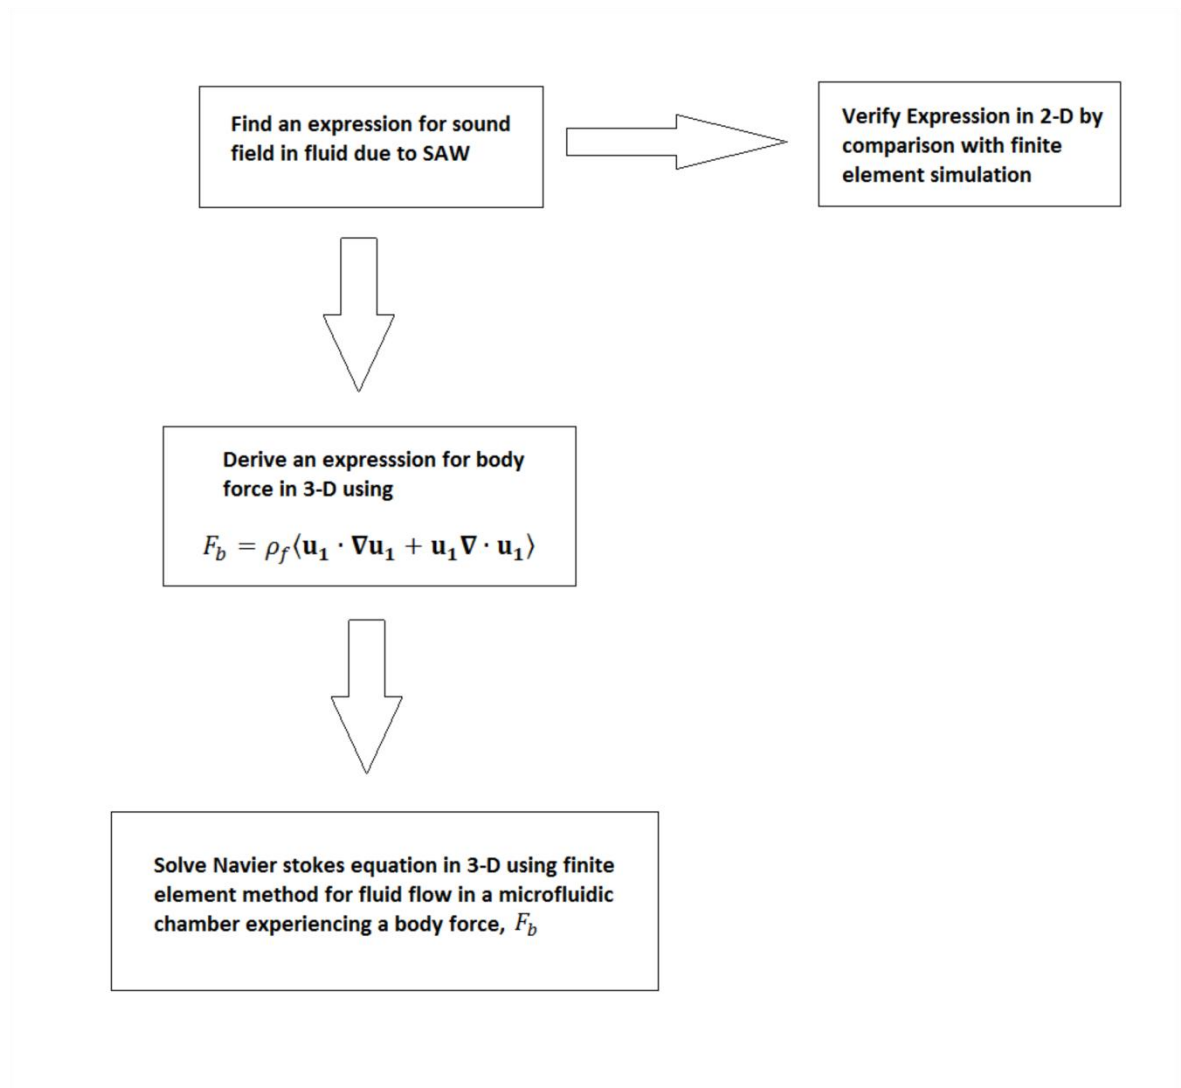 Find an expression for sound
field in fluid due to SAW
Verify Expression in 2-D by
comparison with finite
element simulation
Derive an expresssion for body
force in 3-D using
F_b = ρ_f⟨𝐮₁ · 𝛁𝐮₁ + 𝐮₁𝛁 · 𝐮₁⟩
Solve Navier stokes equation in 3-D using finite
element method for fluid flow in a microfluidic
chamber experiencing a body force, F_b